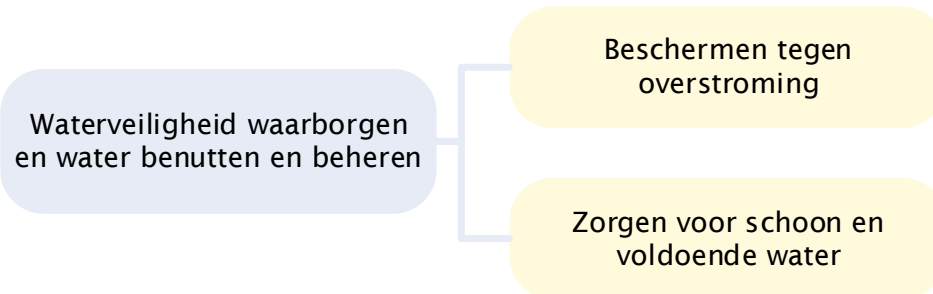 Waterveiligheid waarborgen
en water benutten en beheren
Beschermen tegen
overstroming
Zorgen voor schoon en
voldoende water